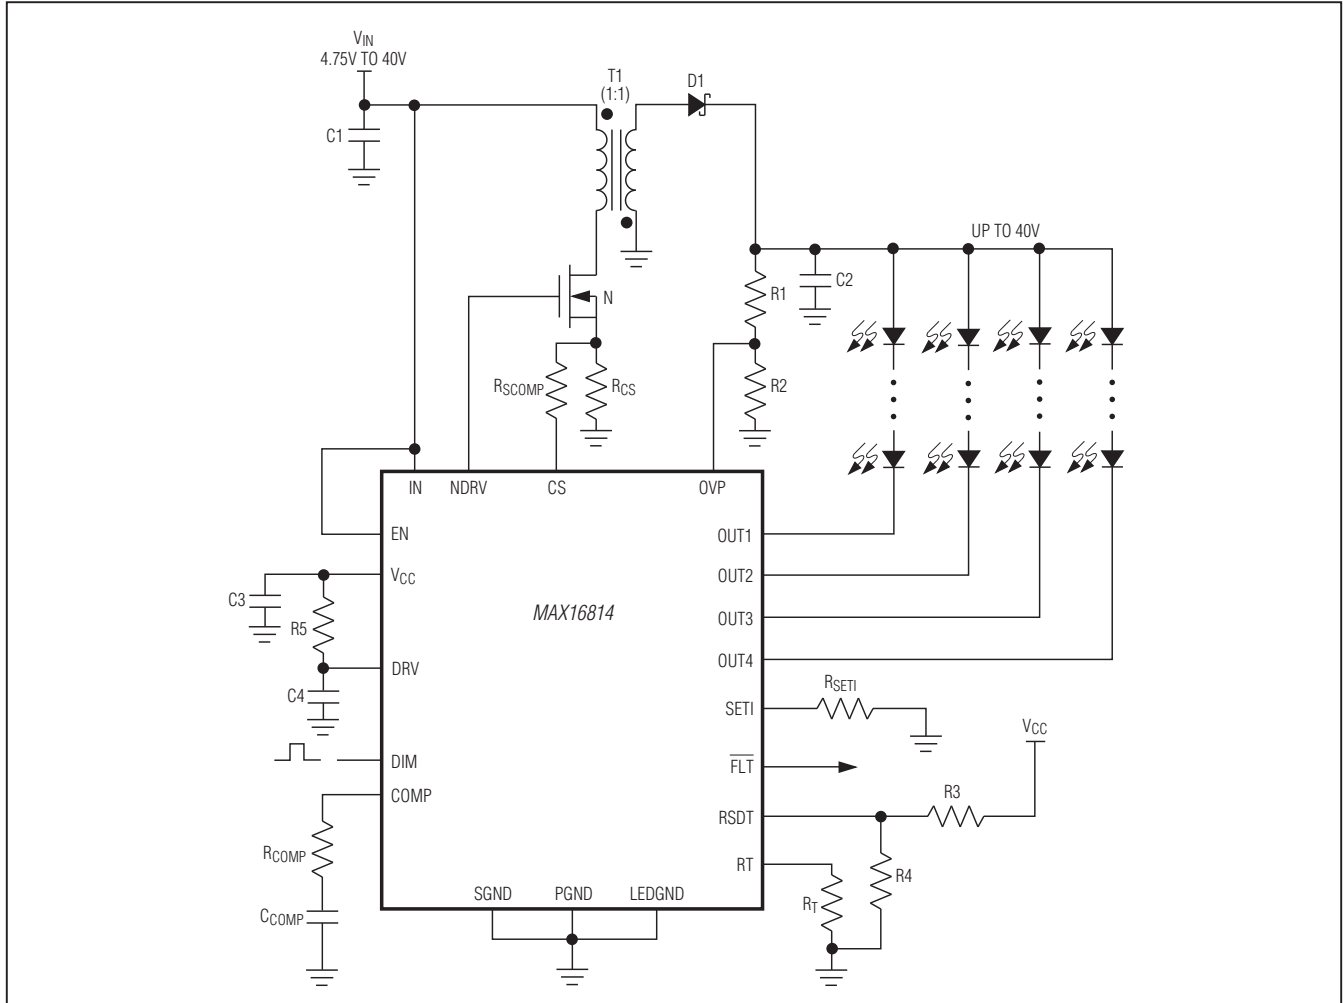 VIN
4.75V TO 40V
T1
(1:1)
D1
C1
UP TO 40V
C2
R1
N
RSCOMP
RCS
R2
IN
NDRV
CS
OVP
EN
OUT1
VCC
OUT2
C3
R5
MAX16814
OUT3
DRV
OUT4
C4
RSETI
SETI
VCC
DIM
FLT
COMP
R3
RSDT
RCOMP
RT
R4
SGND
PGND
LEDGND
RT
CCOMP